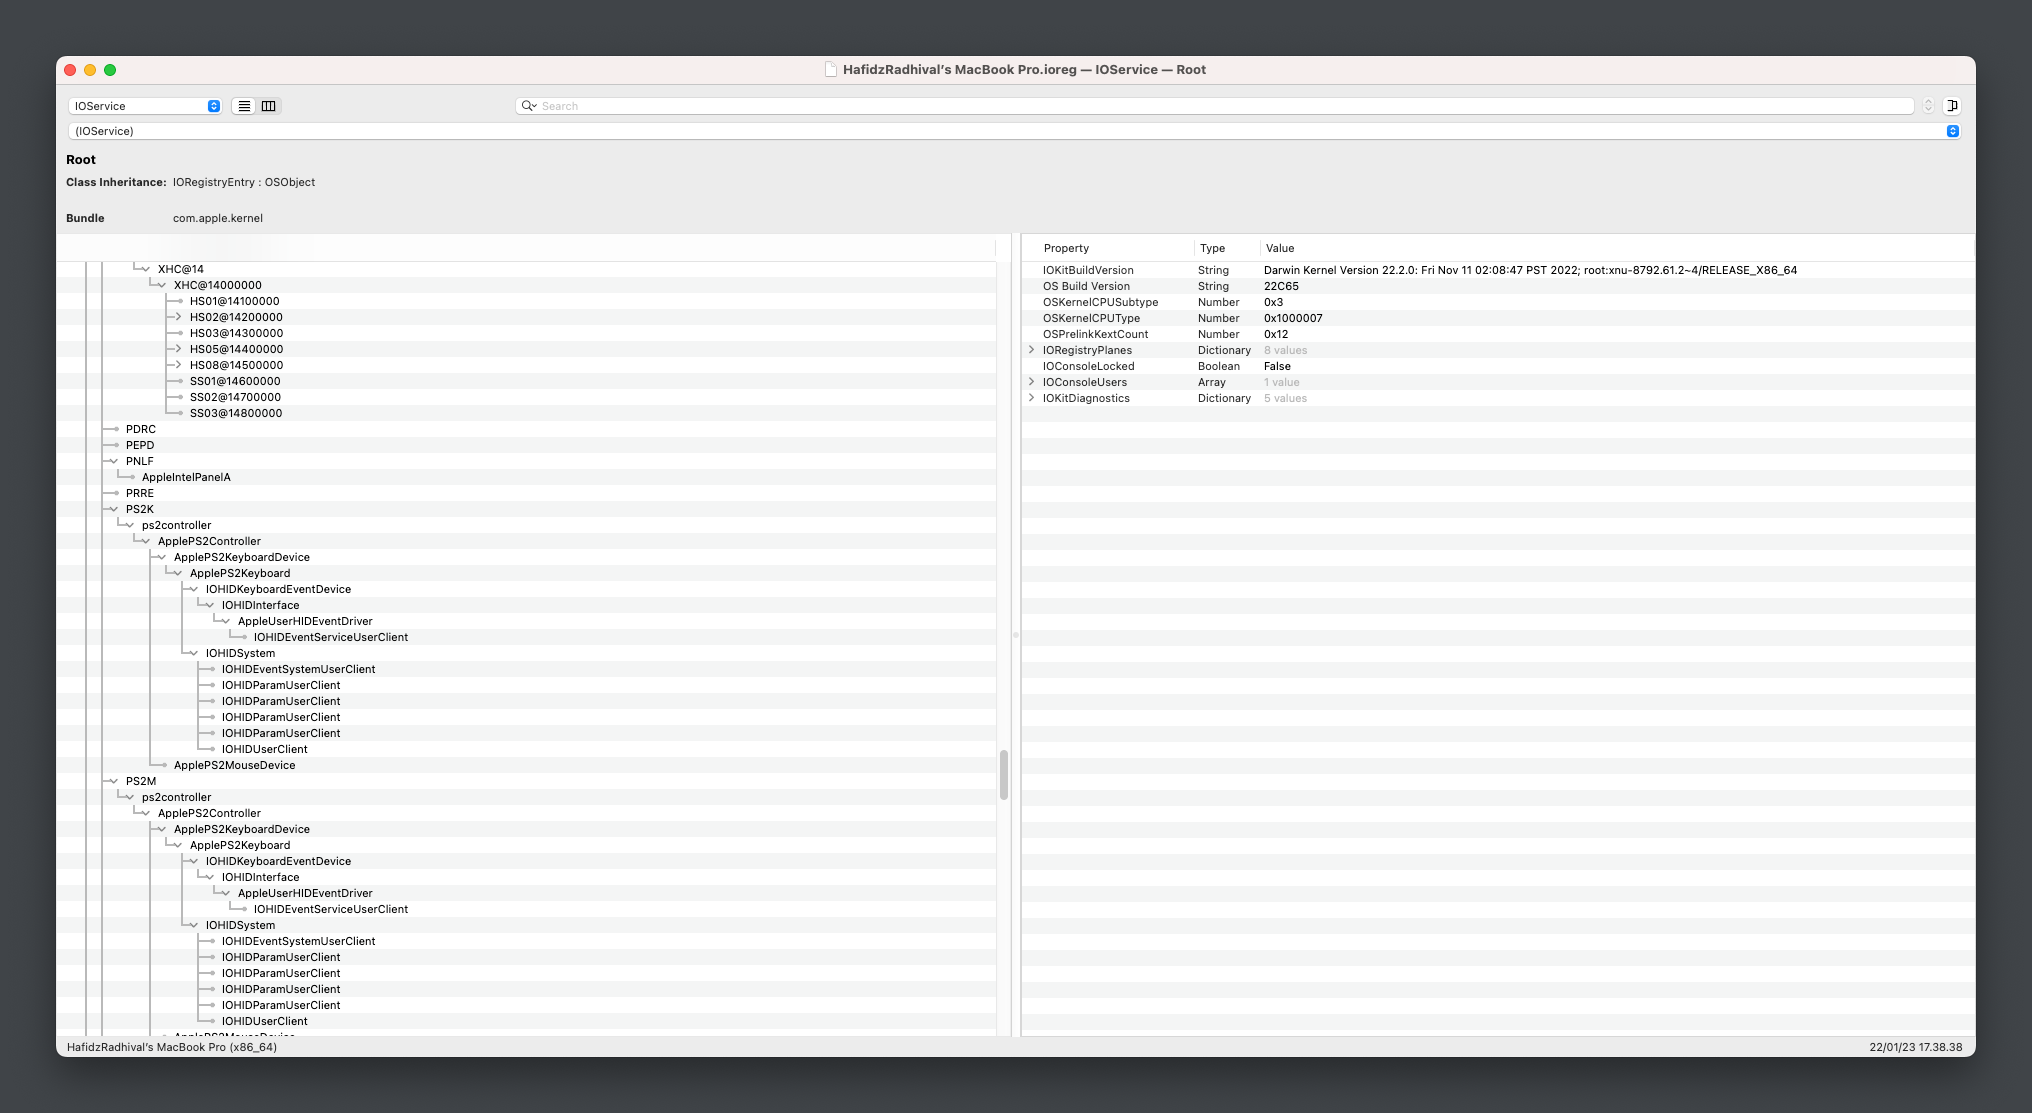 HafidzRadhival's MacBook Pro.ioreg — IOService — Root
IOService
Search
(IOService)
Root
Class Inheritance: IORegistryEntry : OSObject
Bundle com.apple.kernel
XHC@14
XHC@14000000
HS01@14100000
HS02@14200000
HS03@14300000
HS05@14400000
HS08@14500000
SS01@14600000
SS02@14700000
SS03@14800000
PDRC
PEPD
PNLF
AppleIntelPanelA
PRRE
PS2K
ps2controller
ApplePS2Controller
ApplePS2KeyboardDevice
ApplePS2Keyboard
IOHIDKeyboardEventDevice
IOHIDInterface
AppleUserHIDEventDriver
IOHIDEventServiceUserClient
IOHIDSystem
IOHIDEventSystemUserClient
IOHIDParamUserClient
IOHIDParamUserClient
IOHIDParamUserClient
IOHIDParamUserClient
IOHIDUserClient
ApplePS2MouseDevice
PS2M
ps2controller
ApplePS2Controller
ApplePS2KeyboardDevice
ApplePS2Keyboard
IOHIDKeyboardEventDevice
IOHIDInterface
AppleUserHIDEventDriver
IOHIDEventServiceUserClient
IOHIDSystem
IOHIDEventSystemUserClient
IOHIDParamUserClient
IOHIDParamUserClient
IOHIDParamUserClient
IOHIDParamUserClient
IOHIDUserClient
ApplePS2MouseDevice
Property Type Value
IOKitBuildVersion String Darwin Kernel Version 22.2.0: Fri Nov 11 02:08:47 PST 2022; root:xnu-8792.61.2~4/RELEASE_X86_64
OS Build Version String 22C65
OSKernelCPUSubtype Number 0x3
OSKernelCPUType Number 0x1000007
OSPrelinkKextCount Number 0x12
IORegistryPlanes Dictionary 8 values
IOConsoleLocked Boolean False
IOConsoleUsers Array 1 value
IOKitDiagnostics Dictionary 5 values
HafidzRadhival's MacBook Pro (x86_64)
22/01/23 17.38.38